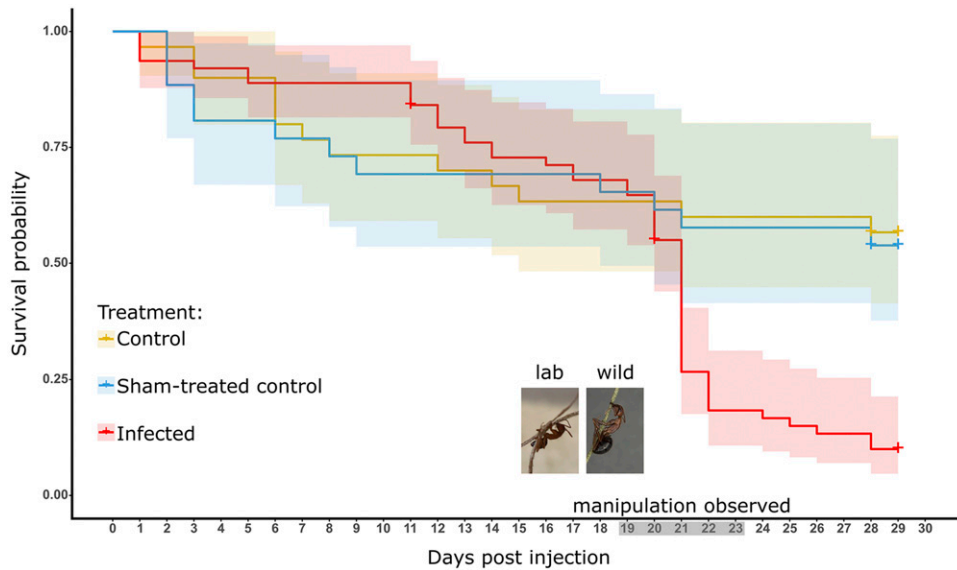 1.00
0.75
0.50
0.25
0.00
Survival probability
Treatment:
Control
Sham-treated control
Infected
lab wild
manipulation observed
0 1 2 3 4 5 6 7 8 9 10 11 12 13 14 15 16 17 18 19 20 21 22 23 24 25 26 27 28 29 30
Days post injection